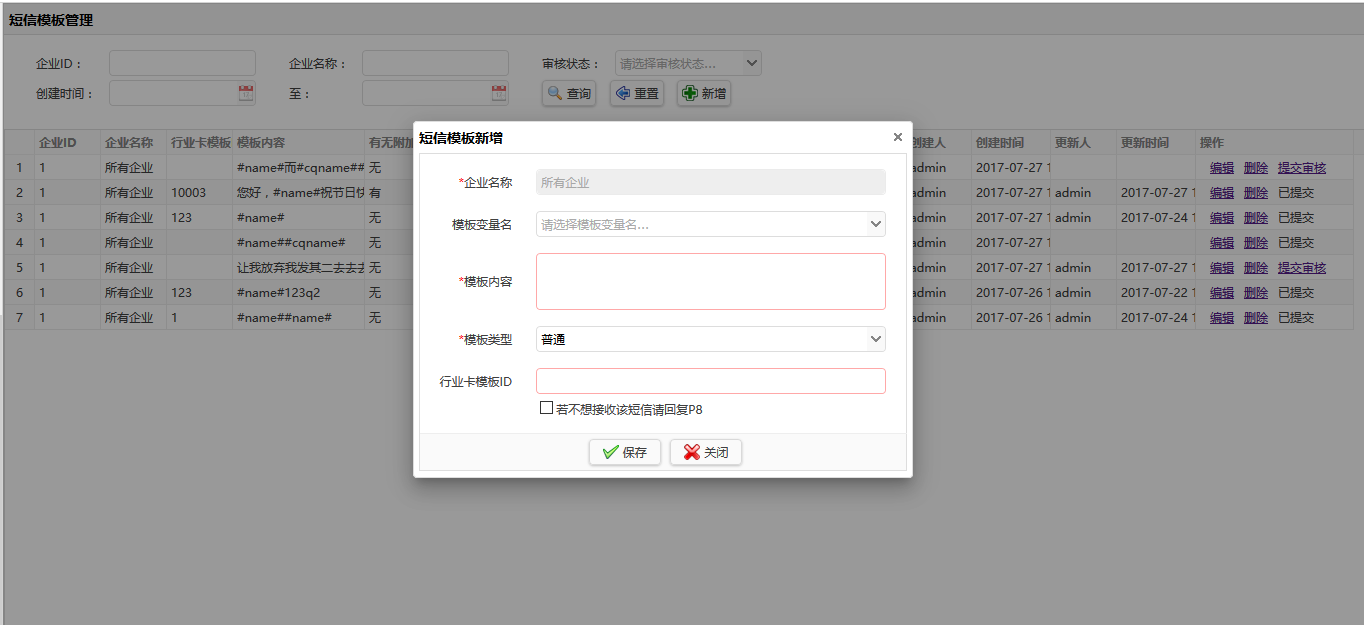 短信模板管理
企业ID： 企业名称： 审核状态： 请选择审核状态...
创建时间： 至： 查询 重置 新增
企业ID 企业名称 行业卡模板 模板内容 有无附加 创建人 创建时间 更新人 更新时间 操作
1 1 所有企业 #name#而#cqname## 无 admin 2017-07-27 1 编辑 删除 提交审核
2 1 所有企业 10003 您好，#name#祝节日快 有 admin 2017-07-27 1 admin 2017-07-27 1 编辑 删除 已提交
3 1 所有企业 123 #name# 无 admin 2017-07-27 1 admin 2017-07-24 1 编辑 删除 已提交
4 1 所有企业 #name##cqname# 无 admin 2017-07-27 1 编辑 删除 已提交
5 1 所有企业 让我放弃我发其二去去去 无 admin 2017-07-27 1 admin 2017-07-27 1 编辑 删除 提交审核
6 1 所有企业 123 #name#123q2 无 admin 2017-07-26 1 admin 2017-07-22 1 编辑 删除 已提交
7 1 所有企业 1 #name##name# 无 admin 2017-07-26 1 admin 2017-07-24 1 编辑 删除 已提交
短信模板新增
*企业名称 所有企业
模板变量名 请选择模板变量名...
*模板内容
*模板类型 普通
行业卡模板ID
若不想接收该短信请回复P8
保存 关闭